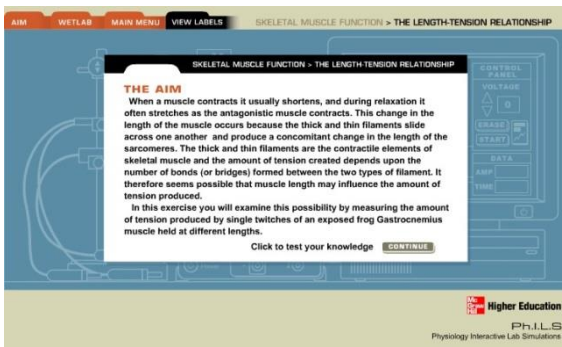 AIM WETLAB MAIN MENU VIEW LABELS SKELETAL MUSCLE FUNCTION > THE LENGTH-TENSION RELATIONSHIP
SKELETAL MUSCLE FUNCTION > THE LENGTH-TENSION RELATIONSHIP
THE AIM
When a muscle contracts it usually shortens, and during relaxation it
often stretches as the antagonistic muscle contracts. This change in the
length of the muscle occurs because the thick and thin filaments slide
across one another and produce a concomitant change in the length of the
sarcomeres. The thick and thin filaments are the contractile elements of
skeletal muscle and the amount of tension created depends upon the
number of bonds (or bridges) formed between the two types of filament. It
therefore seems possible that muscle length may influence the amount of
tension produced.
In this exercise you will examine this possibility by measuring the amount
of tension produced by single twitches of an exposed frog Gastrocnemius
muscle held at different lengths.
Click to test your knowledge CONTINUE
CONTROL
PANEL
VOLTAGE
0
ERASE
START
DATA
AMP
TIME
Mc
Graw
Hill
Higher Education
Ph.I.L.S
Physiology Interactive Lab Simulations